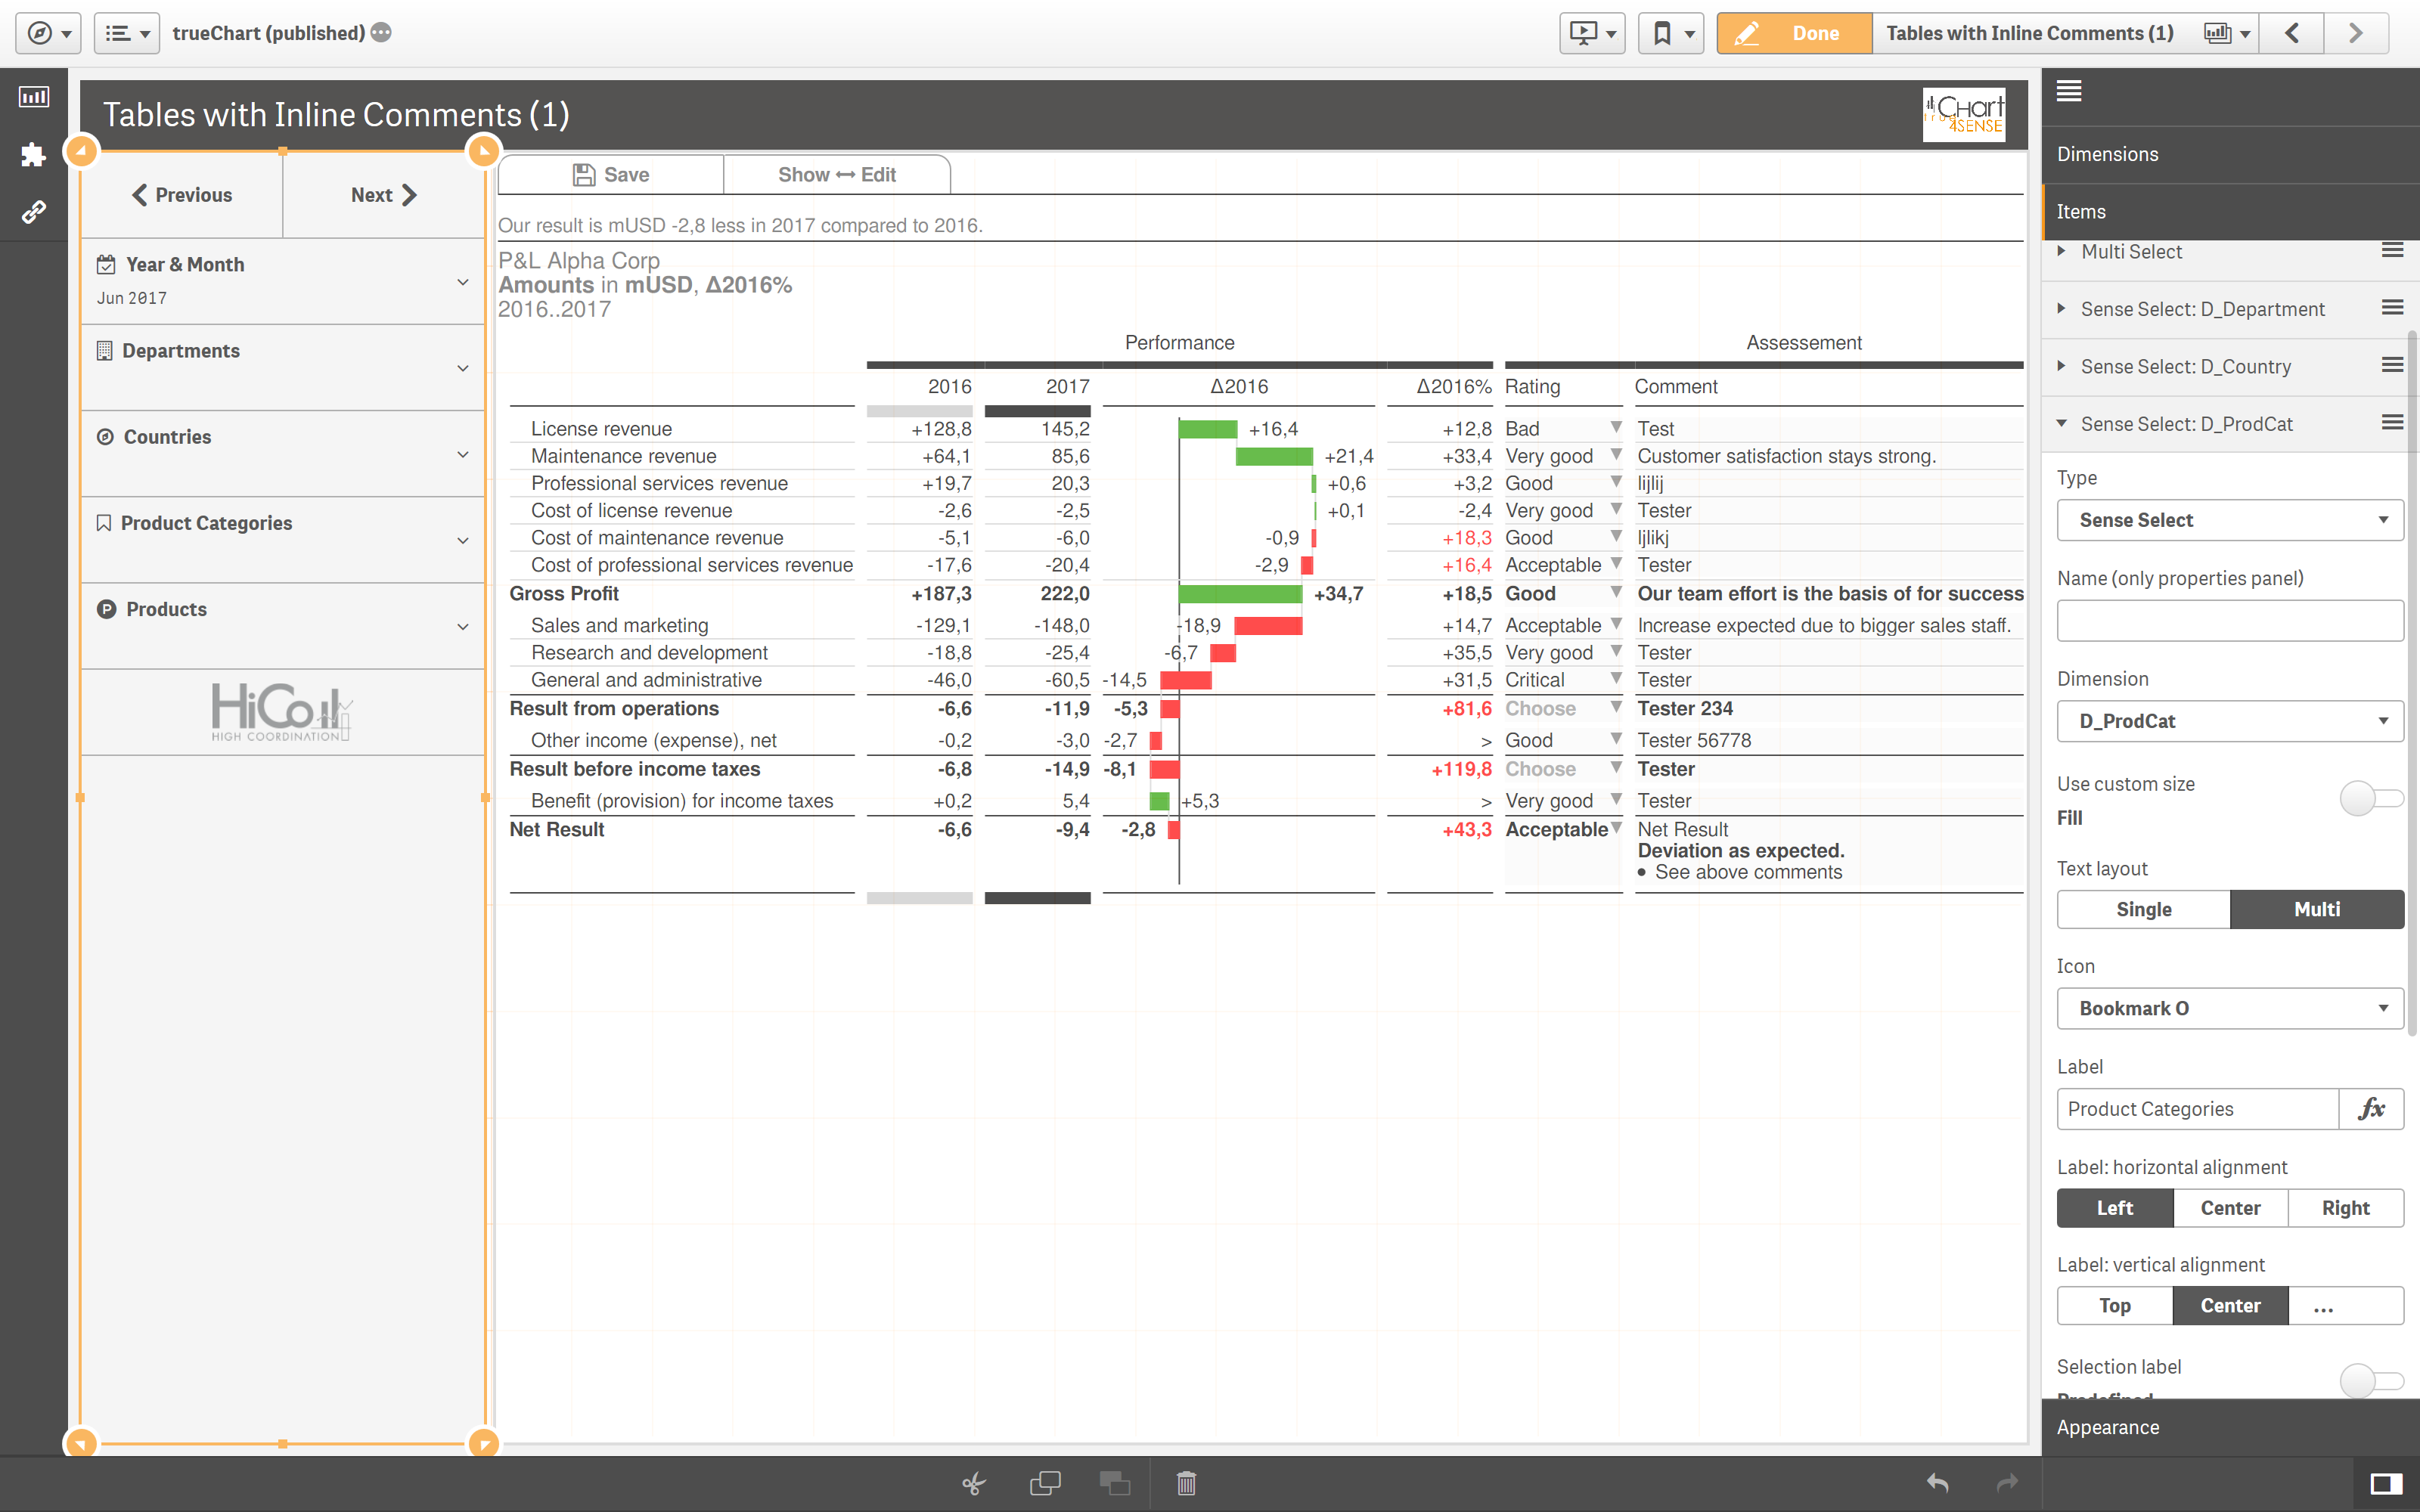 trueChart (published)
Done
Tables with Inline Comments (1)
Tables with Inline Comments (1)
Chart
true
4SENSE
Previous
Next
Year & Month
Jun 2017
Departments
Countries
Product Categories
Products
HiCo
HIGH COORDINATION
Save
Show ↔ Edit
Our result is mUSD -2,8 less in 2017 compared to 2016.
P&L Alpha Corp
Amounts in mUSD, Δ2016%
2016..2017
Performance Assessement
2016 2017 Δ2016 Δ2016% Rating Comment
License revenue +128,8 145,2 +16,4 +12,8 Bad Test
Maintenance revenue +64,1 85,6 +21,4 +33,4 Very good Customer satisfaction stays strong.
Professional services revenue +19,7 20,3 +0,6 +3,2 Good lijlij
Cost of license revenue -2,6 -2,5 +0,1 -2,4 Very good Tester
Cost of maintenance revenue -5,1 -6,0 -0,9 +18,3 Good ljlikj
Cost of professional services revenue -17,6 -20,4 -2,9 +16,4 Acceptable Tester
Gross Profit +187,3 222,0 +34,7 +18,5 Good Our team effort is the basis of for success
Sales and marketing -129,1 -148,0 -18,9 +14,7 Acceptable Increase expected due to bigger sales staff.
Research and development -18,8 -25,4 -6,7 +35,5 Very good Tester
General and administrative -46,0 -60,5 -14,5 +31,5 Critical Tester
Result from operations -6,6 -11,9 -5,3 +81,6 Choose Tester 234
Other income (expense), net -0,2 -3,0 -2,7 > Good Tester 56778
Result before income taxes -6,8 -14,9 -8,1 +119,8 Choose Tester
Benefit (provision) for income taxes +0,2 5,4 +5,3 > Very good Tester
Net Result -6,6 -9,4 -2,8 +43,3 Acceptable Net Result
Deviation as expected.
• See above comments
Dimensions
Items
Multi Select
Sense Select: D_Department
Sense Select: D_Country
Sense Select: D_ProdCat
Type
Sense Select
Name (only properties panel)
Dimension
D_ProdCat
Use custom size
Fill
Text layout
Single Multi
Icon
Bookmark O
Label
Product Categories fx
Label: horizontal alignment
Left Center Right
Label: vertical alignment
Top Center ...
Selection label
Predefined
Appearance